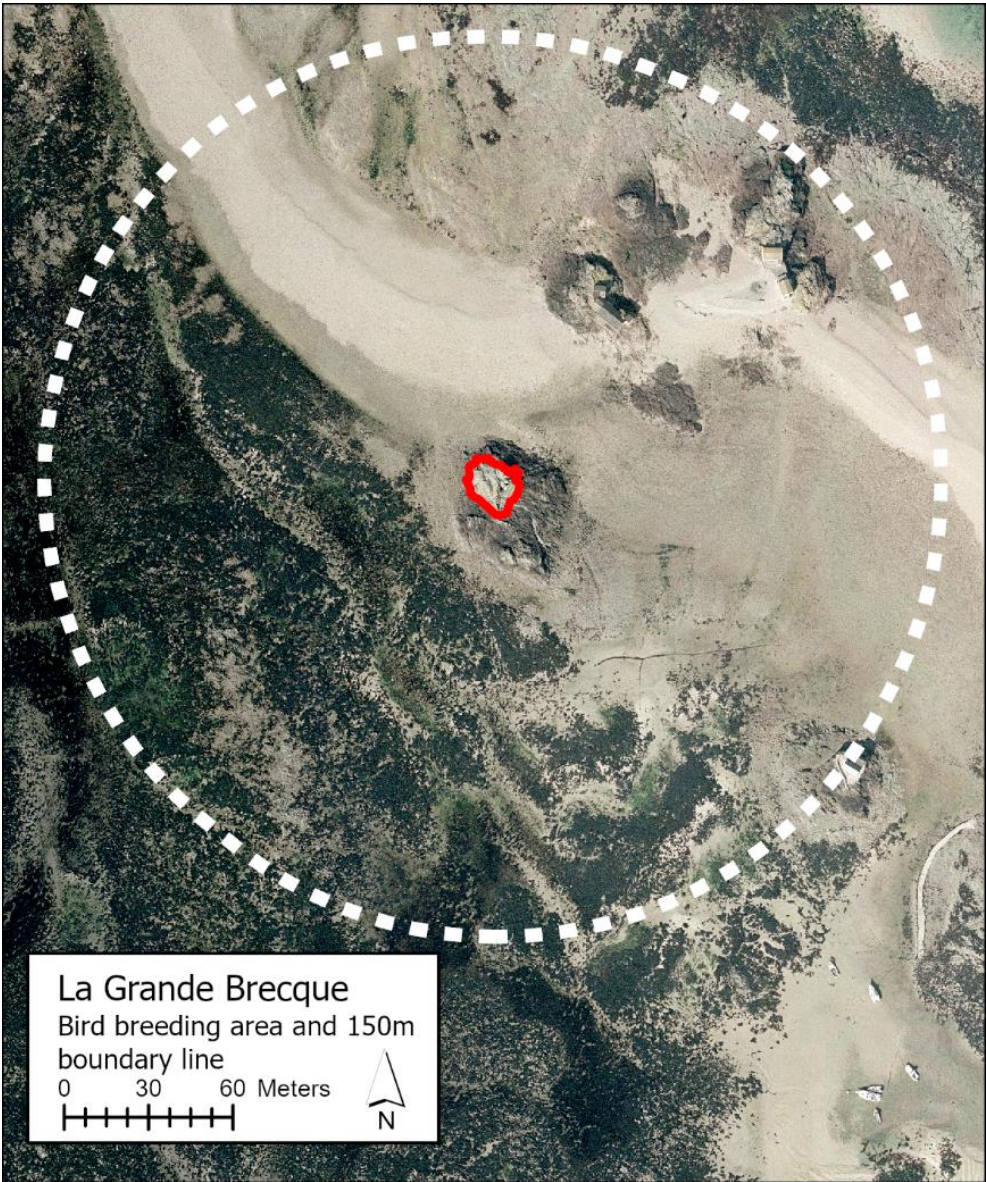 La Grande Brecque
Bird breeding area and 150m
boundary line
0 30 60 Meters
N